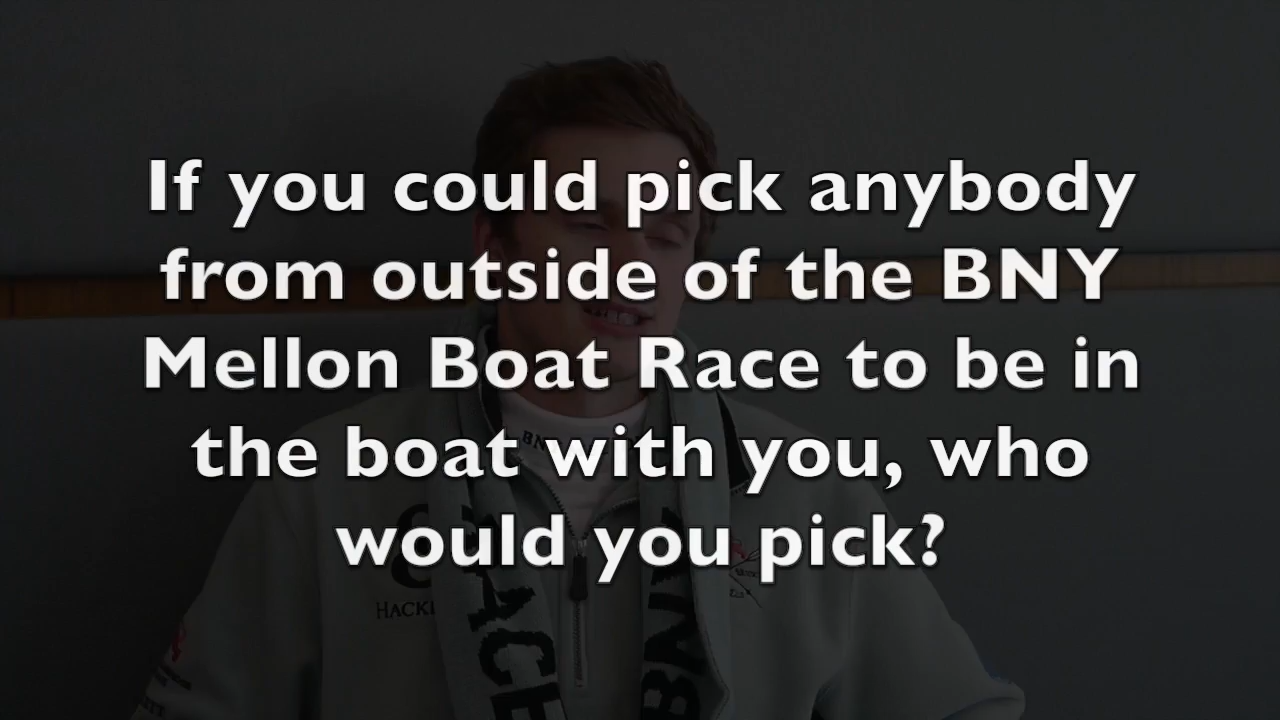 If you could pick anybody
from outside of the BNY
Mellon Boat Race to be in
the boat with you, who
would you pick?